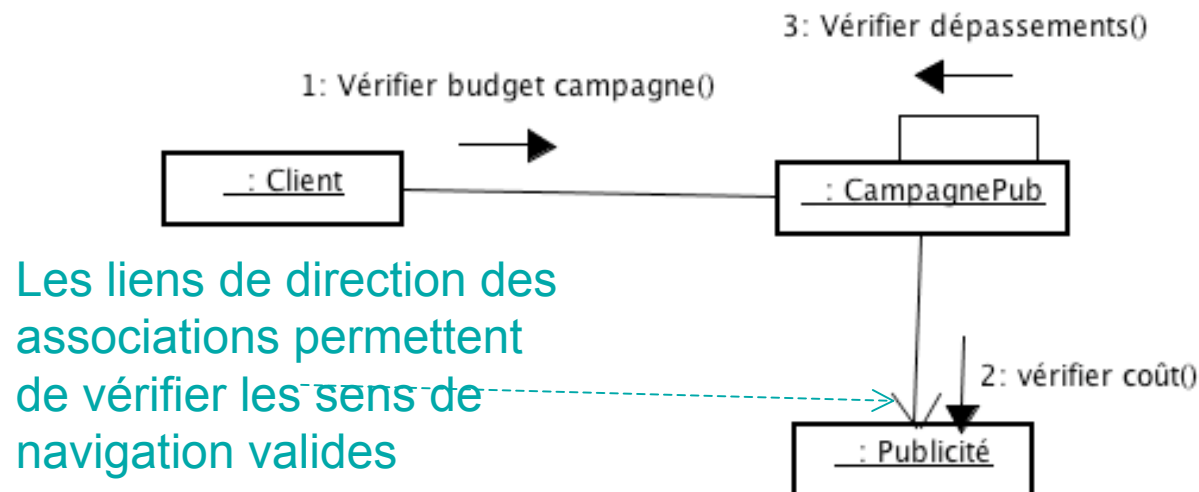 3: Vérifier dépassements()
1: Vérifier budget campagne()
: Client
: CampagnePub
Les liens de direction des
associations permettent
de vérifier les sens de
navigation valides
2: vérifier coût()
: Publicité